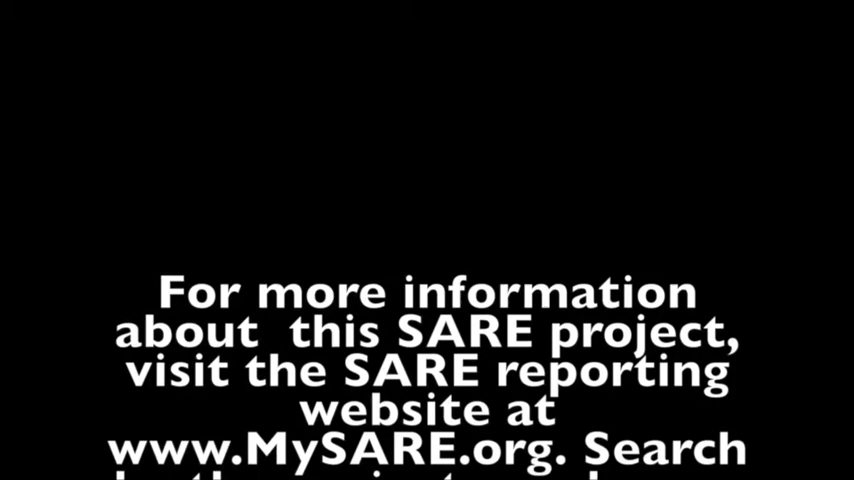 For more information
about  this SARE project,
visit the SARE reporting
website at
www.MySARE.org. Search